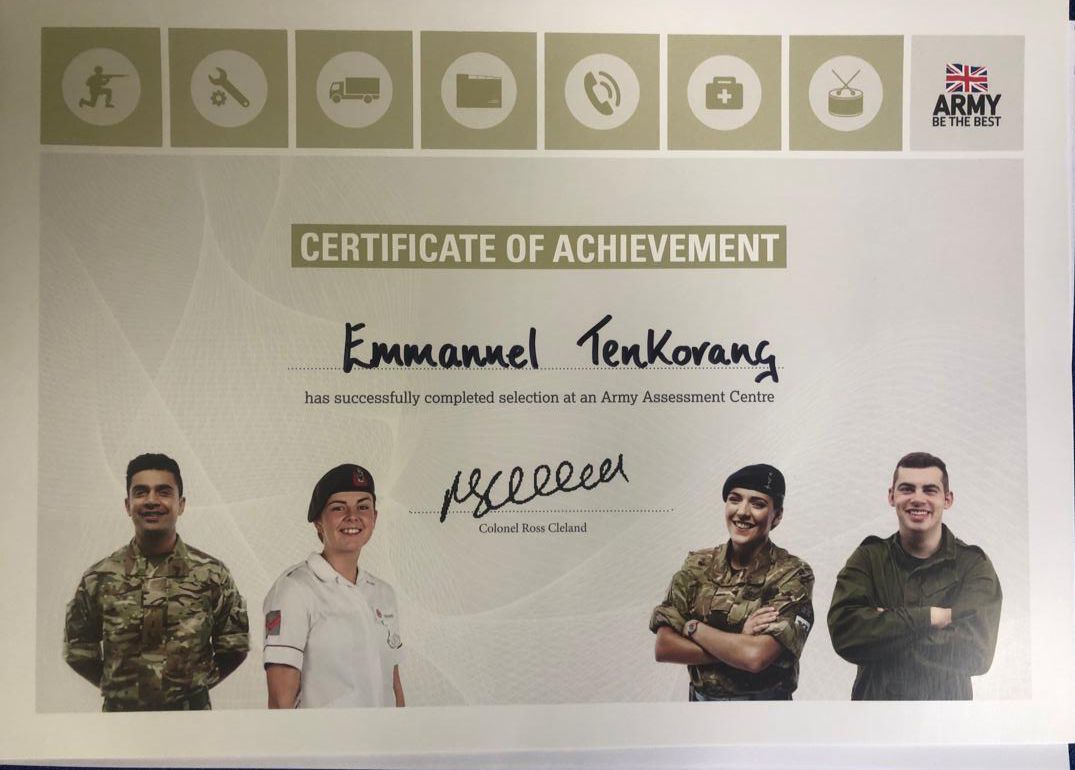 ARMY
BE THE BEST
CERTIFICATE OF ACHIEVEMENT
Emmanuel TenKorang
has successfully completed selection at an Army Assessment Centre
Colonel Ross Cleland